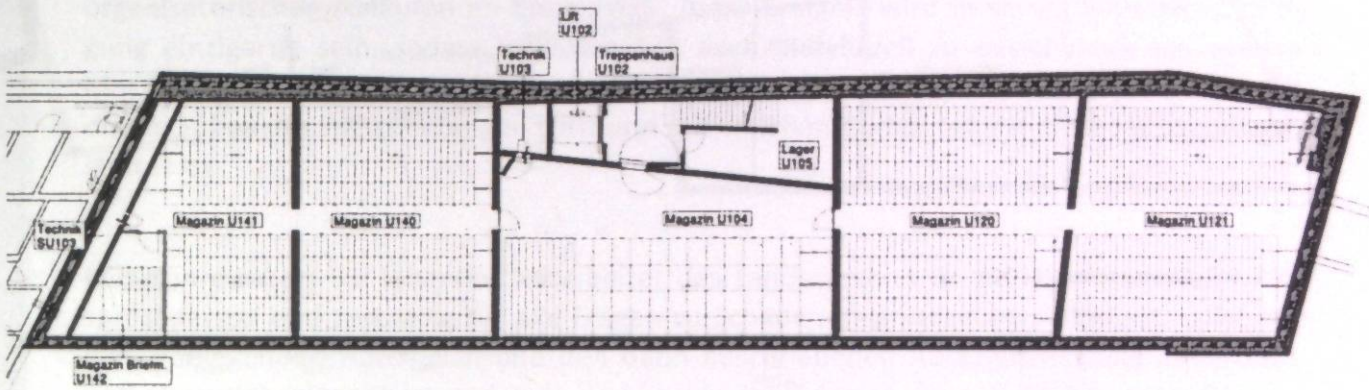 Lift
U102
Technik
U103
Treppenhaus
U102
Lager
U105
Magazin U141
Magazin U140
Magazin U104
Magazin U120
Magazin U121
Technik
SU103
Magazin Briefm.
U142